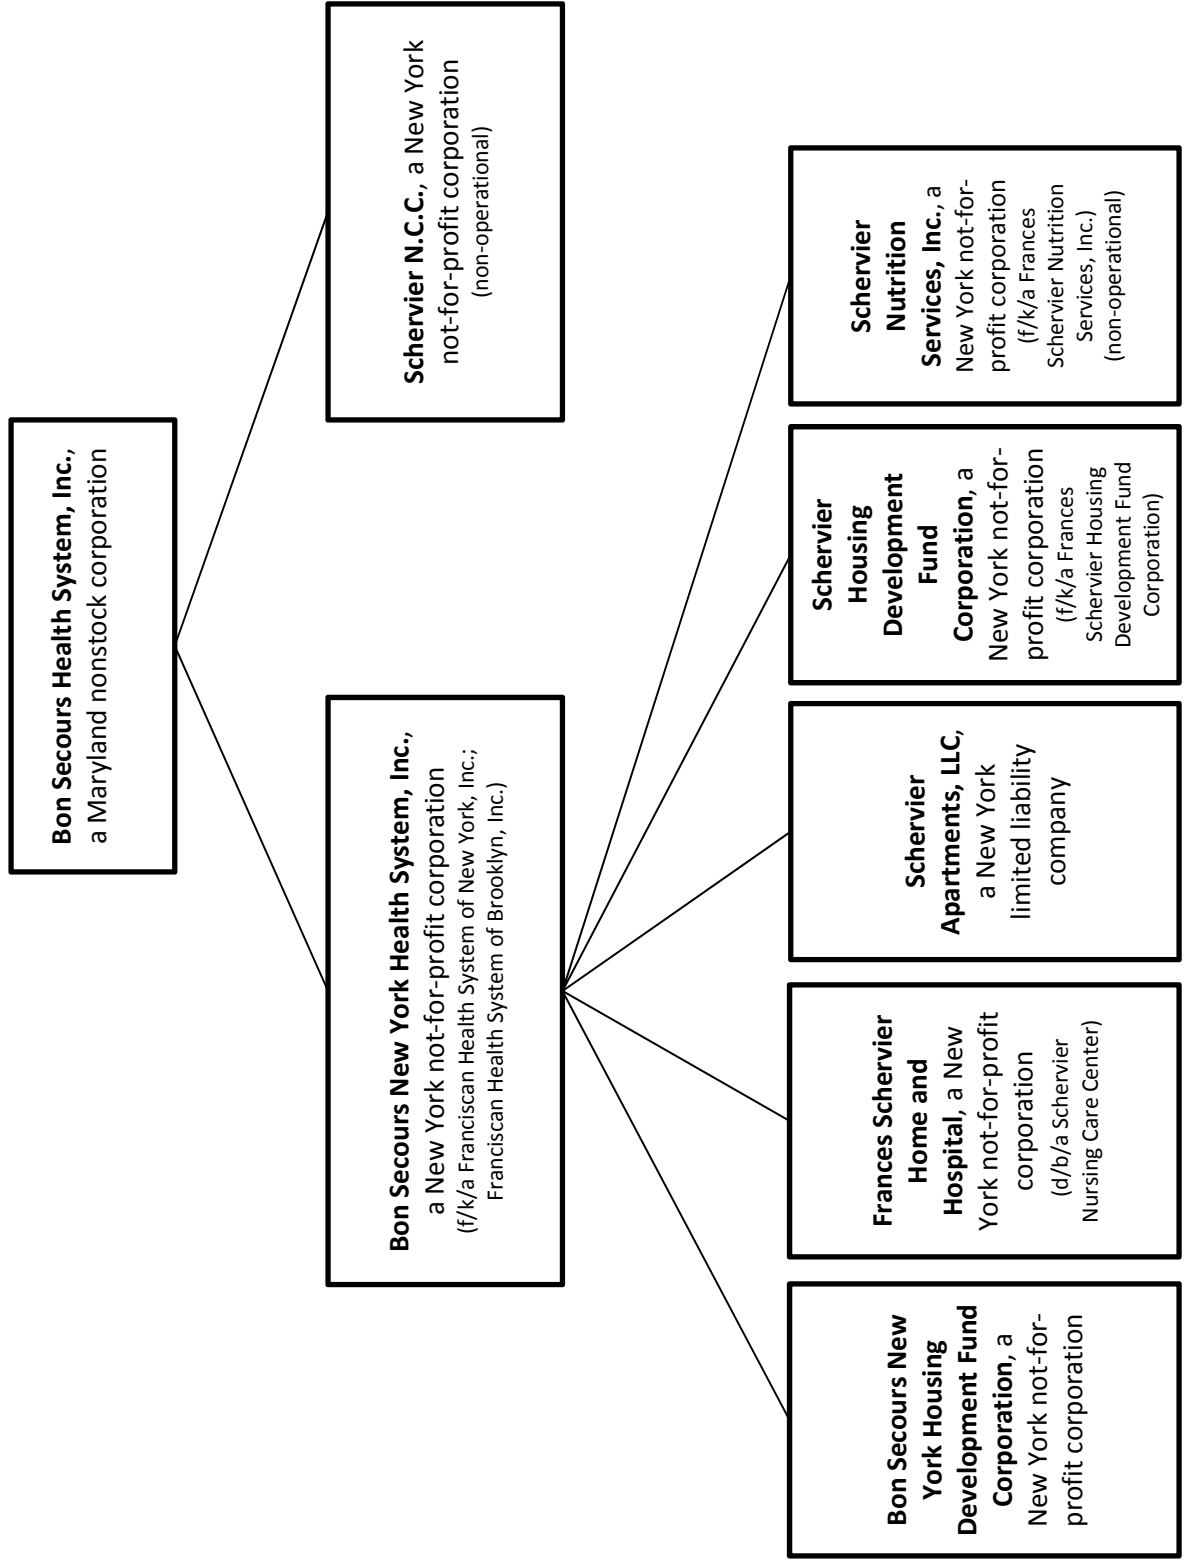 Bon Secours Health System, Inc.,
a Maryland nonstock corporation
Bon Secours New York Health System, Inc.,
a New York not-for-profit corporation
(f/k/a Franciscan Health System of New York, Inc.;
Franciscan Health System of Brooklyn, Inc.)
Schervier N.C.C., a New York
not-for-profit corporation
(non-operational)
Bon Secours New
York Housing
Development Fund
Corporation, a
New York not-for-
profit corporation
Frances Schervier
Home and
Hospital, a New
York not-for-profit
corporation
(d/b/a Schervier
Nursing Care Center)
Schervier
Apartments, LLC,
a New York
limited liability
company
Schervier
Housing
Development
Fund
Corporation, a
New York not-for-
profit corporation
(f/k/a Frances
Schervier Housing
Development Fund
Corporation)
Schervier
Nutrition
Services, Inc., a
New York not-for-
profit corporation
(f/k/a Frances
Schervier Nutrition
Services, Inc.)
(non-operational)